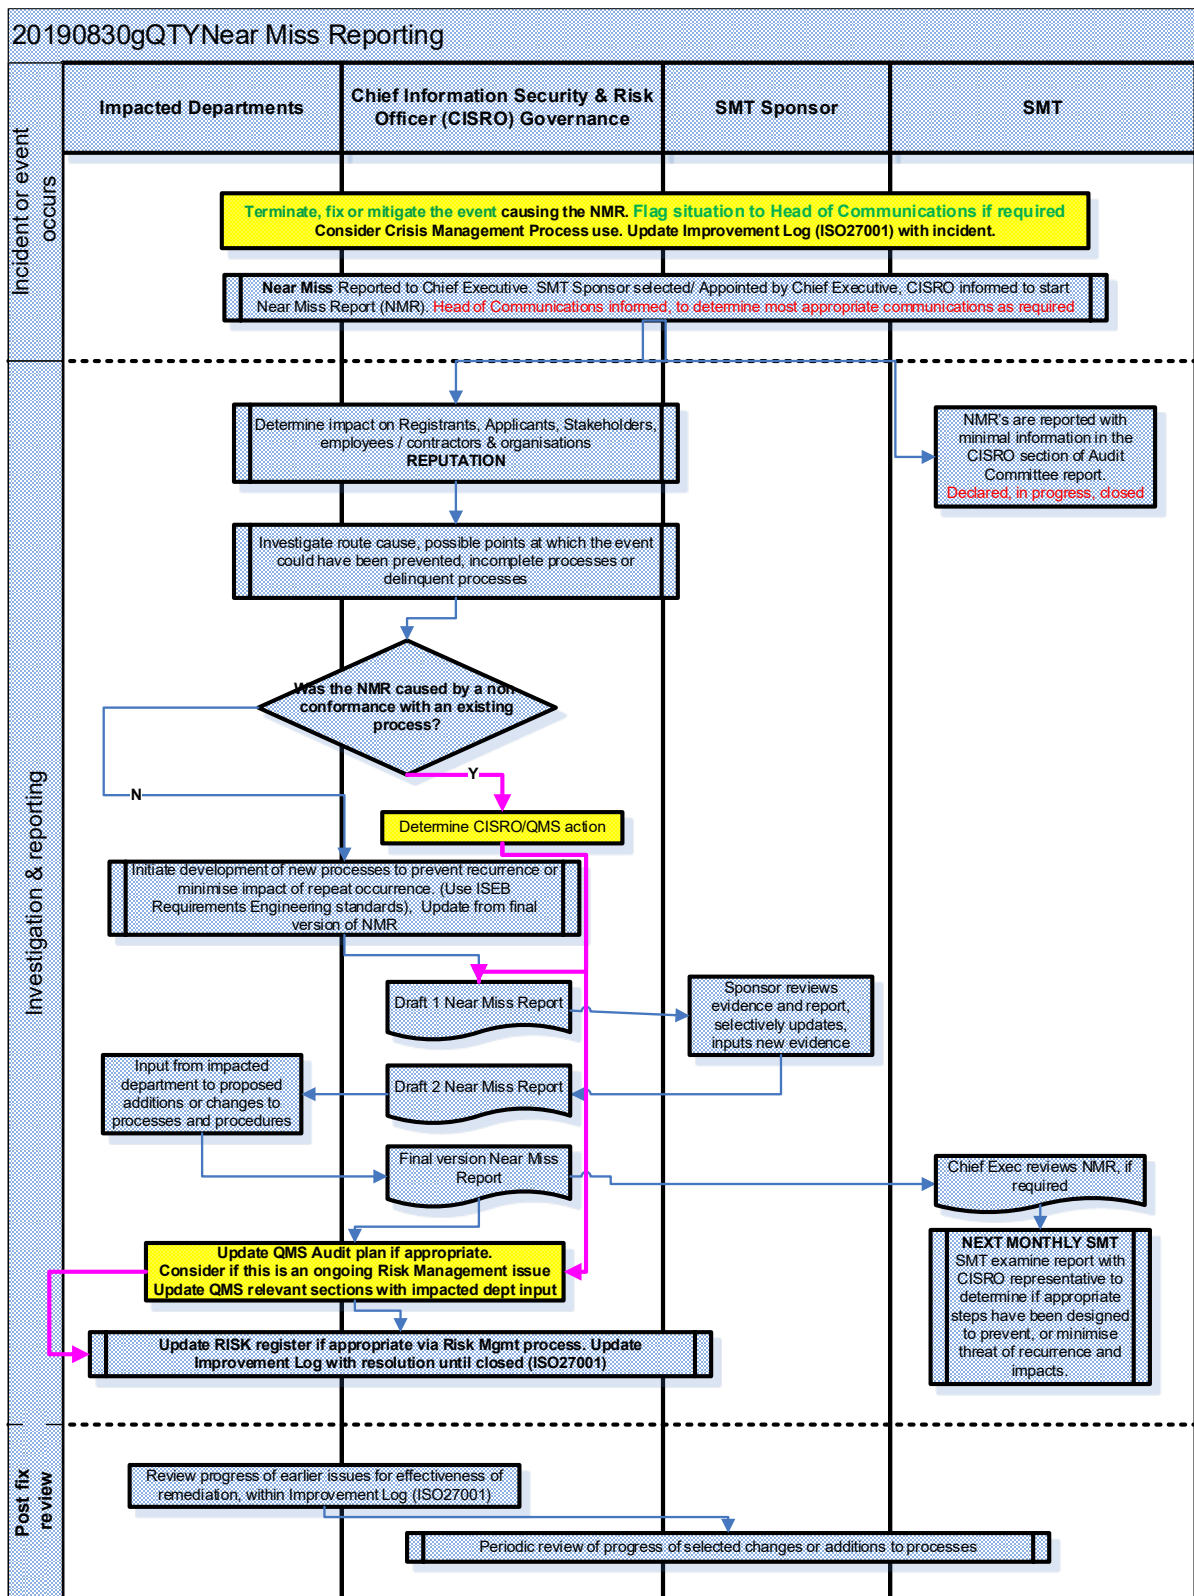 20190830gQTYNear Miss Reporting
Impacted Departments
Chief Information Security & Risk
Officer (CISRO) Governance
SMT Sponsor
SMT
Incident or event
occurs
Terminate, fix or mitigate the event causing the NMR. Flag situation to Head of Communications if required
Consider Crisis Management Process use. Update Improvement Log (ISO27001) with incident.
Near Miss Reported to Chief Executive. SMT Sponsor selected/ Appointed by Chief Executive, CISRO informed to start
Near Miss Report (NMR). Head of Communications informed, to determine most appropriate communications as required
Investigation & reporting
Determine impact on Registrants, Applicants, Stakeholders,
employees / contractors & organisations
REPUTATION
NMR's are reported with
minimal information in the
CISRO section of Audit
Committee report.
Declared, in progress, closed
Investigate route cause, possible points at which the event
could have been prevented, incomplete processes or
delinquent processes
Was the NMR caused by a non
conformance with an existing
process?
Y
N
Determine CISRO/QMS action
Initiate development of new processes to prevent recurrence or
minimise impact of repeat occurrence. (Use ISEB
Requirements Engineering standards), Update from final
version of NMR
Draft 1 Near Miss Report
Sponsor reviews
evidence and report,
selectively updates,
inputs new evidence
Input from impacted
department to proposed
additions or changes to
processes and procedures
Draft 2 Near Miss Report
Final version Near Miss
Report
Chief Exec reviews NMR, if
required
Update QMS Audit plan if appropriate.
Consider if this is an ongoing Risk Management issue
Update QMS relevant sections with impacted dept input
NEXT MONTHLY SMT
SMT examine report with
CISRO representative to
determine if appropriate
steps have been designed
to prevent, or minimise
threat of recurrence and
impacts.
Update RISK register if appropriate via Risk Mgmt process. Update
Improvement Log with resolution until closed (ISO27001)
Post fix
review
Review progress of earlier issues for effectiveness of
remediation, within Improvement Log (ISO27001)
Periodic review of progress of selected changes or additions to processes